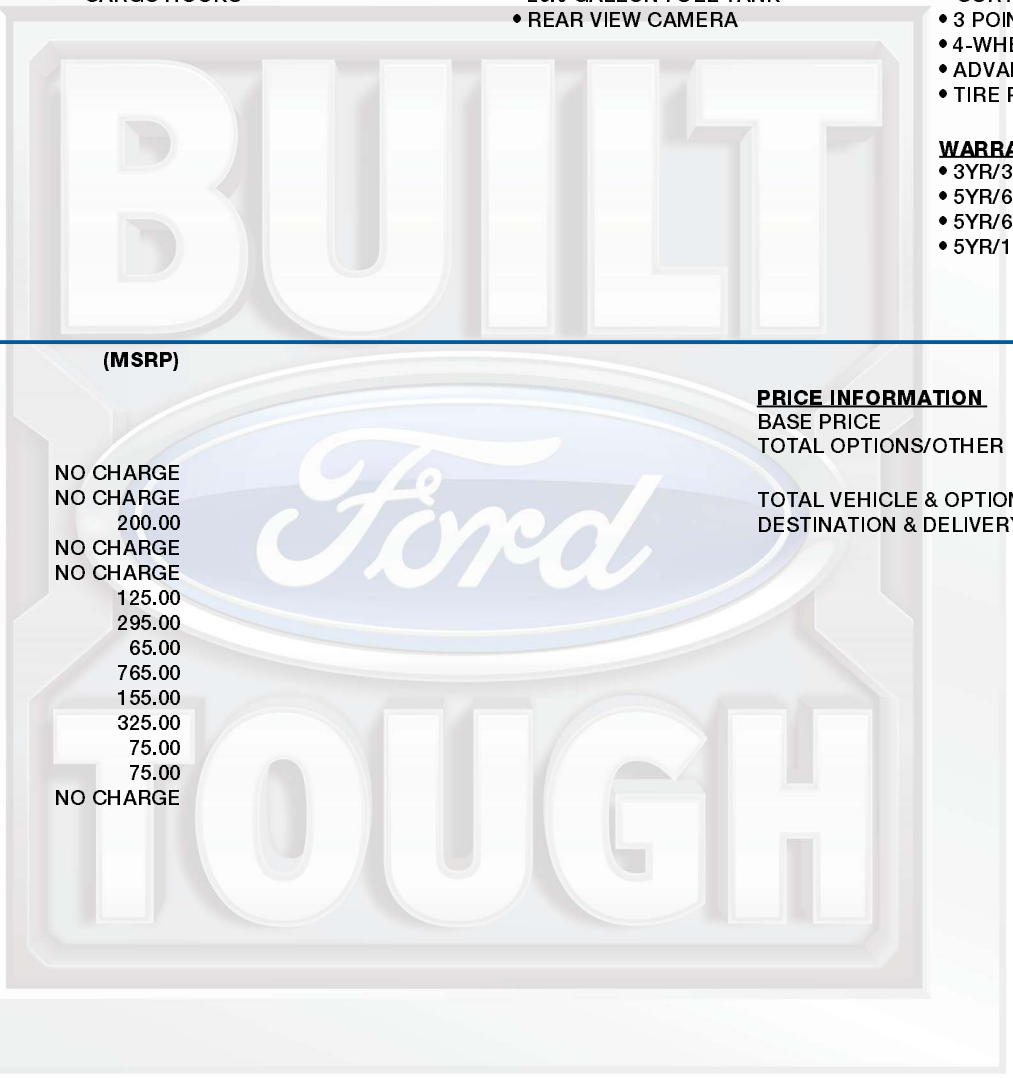 • REAR VIEW CAMERA
• 3 POIN
• 4-WHE
• ADVA
• TIRE P
WARRA
• 3YR/3
• 5YR/6
• 5YR/6
• 5YR/1
BUILT
Ford
TOUGH
(MSRP)
NO CHARGE
NO CHARGE
200.00
NO CHARGE
NO CHARGE
125.00
295.00
65.00
765.00
155.00
325.00
75.00
75.00
NO CHARGE
PRICE INFORMATION
BASE PRICE
TOTAL OPTIONS/OTHER
TOTAL VEHICLE & OPTION
DESTINATION & DELIVERY